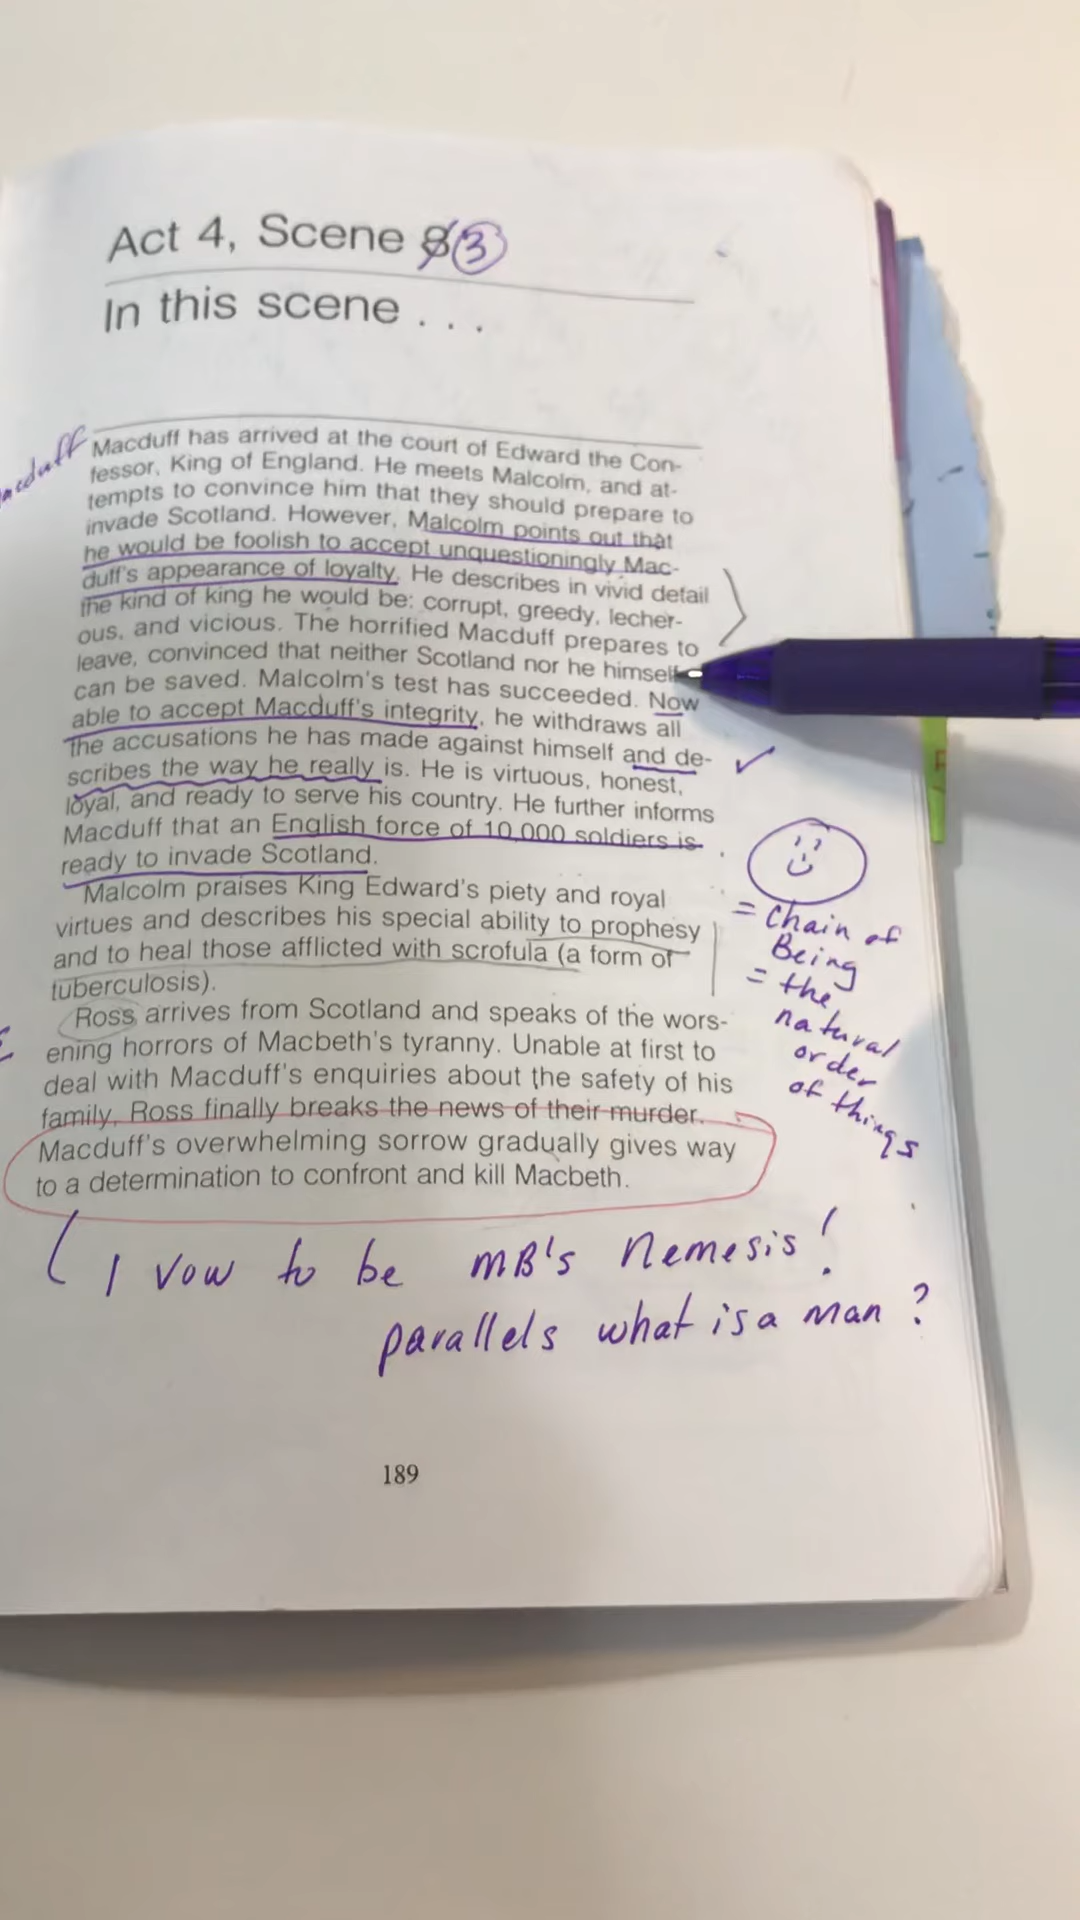 Act 4, Scene 8 3
In this scene . . .
Macduff has arrived at the court of Edward the Con-
fessor, King of England. He meets Malcolm, and at-
tempts to convince him that they should prepare to
invade Scotland. However, Malcolm points out that
he would be foolish to accept unquestioningly Mac-
duff's appearance of loyalty. He describes in vivid detail
the kind of king he would be: corrupt, greedy, lecher-
ous, and vicious. The horrified Macduff prepares to
leave, convinced that neither Scotland nor he himself
can be saved. Malcolm's test has succeeded. Now
able to accept Macduff's integrity, he withdraws all
the accusations he has made against himself and de-
scribes the way he really is. He is virtuous, honest,
loyal, and ready to serve his country. He further informs
Macduff that an English force of 10,000 soldiers is
ready to invade Scotland.
Malcolm praises King Edward's piety and royal
virtues and describes his special ability to prophesy
and to heal those afflicted with scrofula (a form of
tuberculosis).
Ross arrives from Scotland and speaks of the wors-
ening horrors of Macbeth's tyranny. Unable at first to
deal with Macduff's enquiries about the safety of his
family, Ross finally breaks the news of their murder.
Macduff's overwhelming sorrow gradually gives way
to a determination to confront and kill Macbeth.
= Chain of
Being
= the
natural
order
of things
I vow to be MB's Nemesis!
parallels what is a man?
189